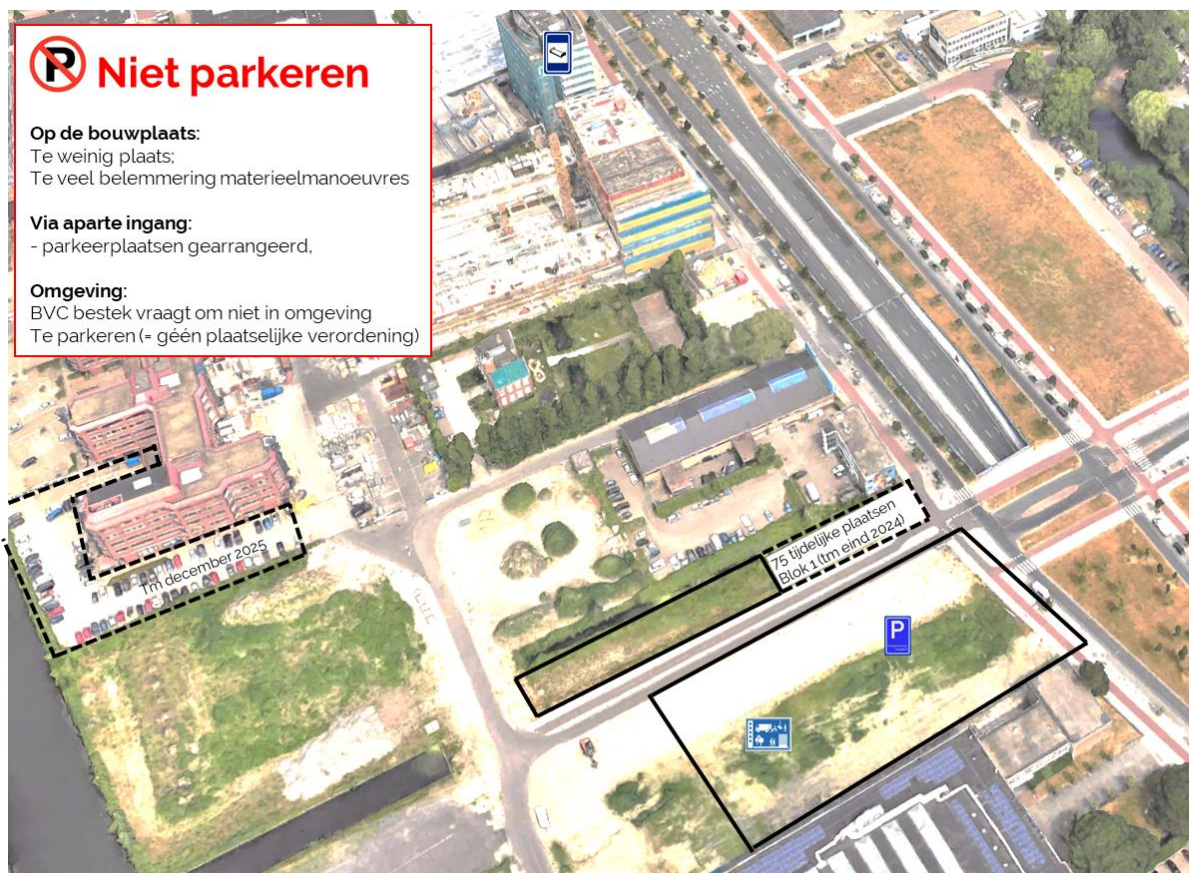 Niet parkeren
Op de bouwplaats:
Te weinig plaats;
Te veel belemmering materieelmanoeuvres
Via aparte ingang:
- parkeerplaatsen gearrangeerd,
Omgeving:
BVC bestek vraagt om niet in omgeving
Te parkeren (= géén plaatselijke verordening)
75 tijdelijke plaatsen
Blok 1 (tm eind 2024)
Tm december 2025
P